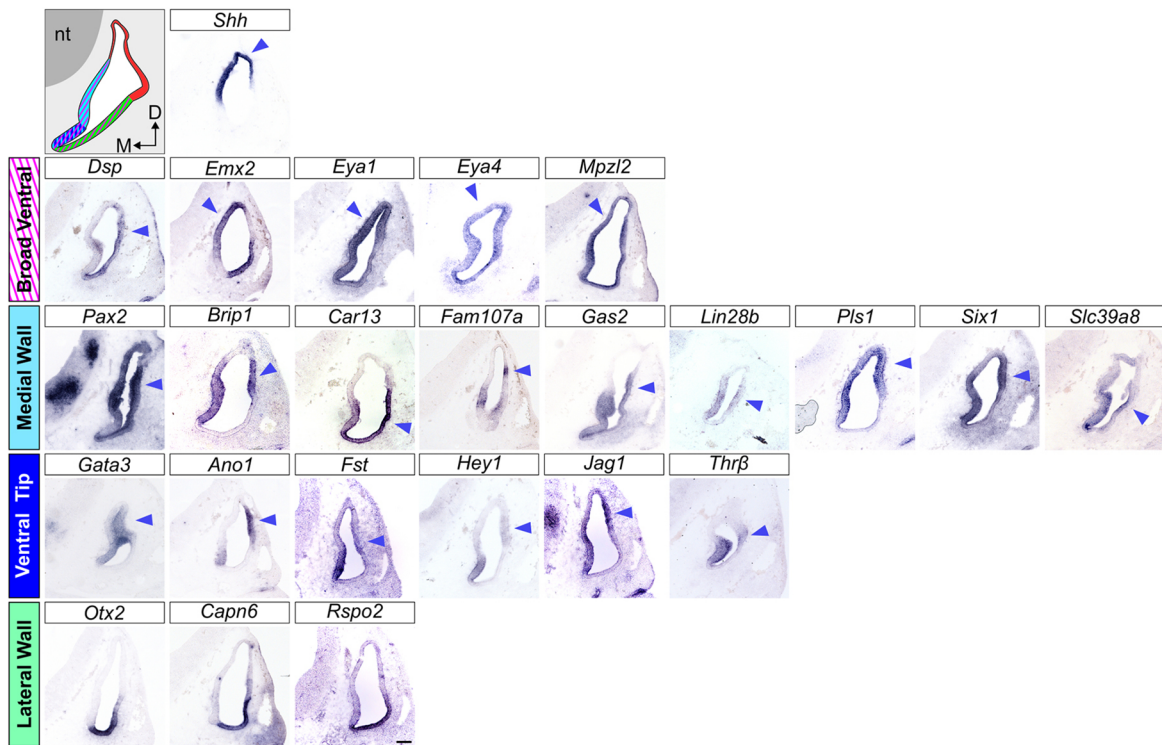 Shh
nt
D
M
Dsp Emx2 Eya1 Eya4 Mpzl2
Broad Ventral
Pax2 Brip1 Car13 Fam107a Gas2 Lin28b Pls1 Six1 Slc39a8
Medial Wall
Gata3 Ano1 Fst Hey1 Jag1 Thrβ
Ventral Tip
Otx2 Capn6 Rspo2
Lateral Wall